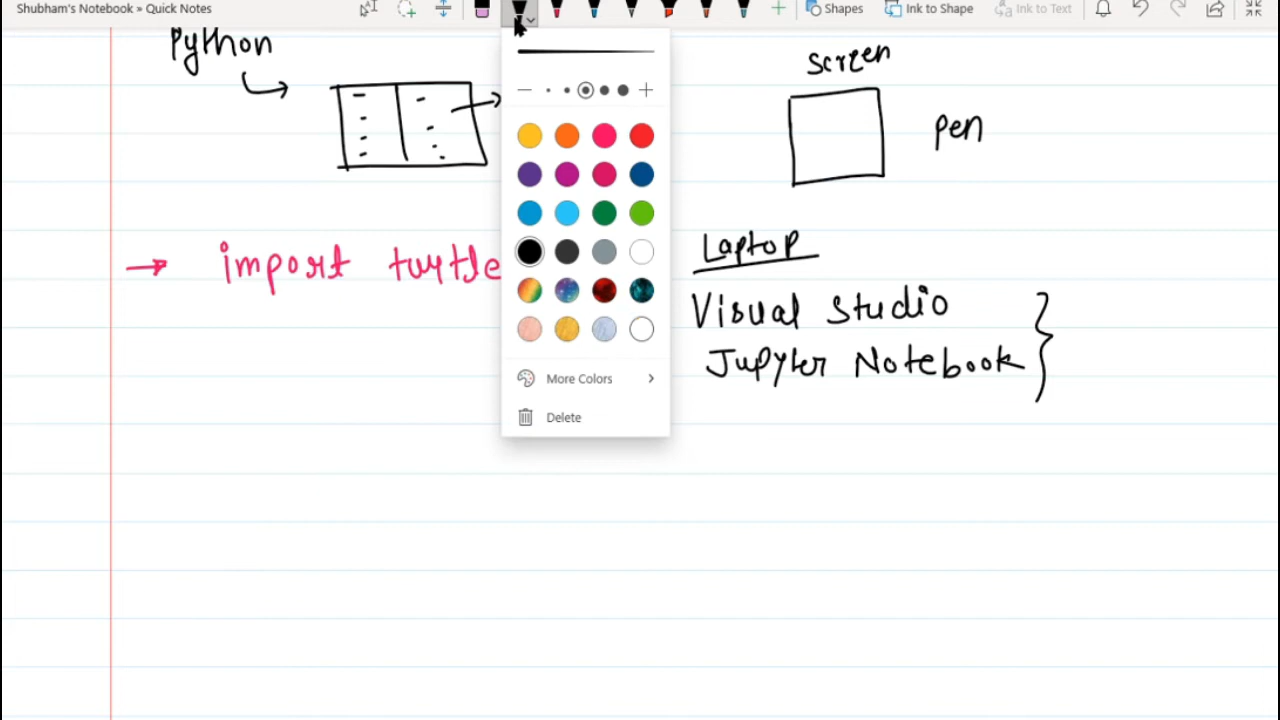 Shubham's Notebook » Quick Notes
Shapes
Ink to Shape
Ink to Text
Python
screen
pen
→ import turtle
Laptop
Visual Studio
Jupyter Notebook
More Colors
Delete